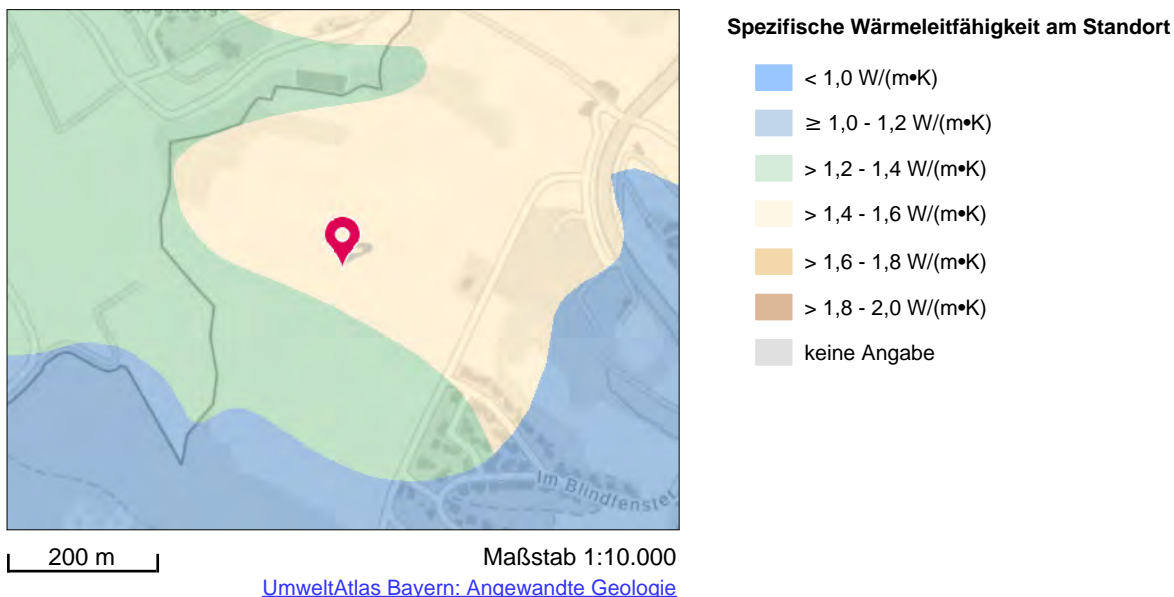 Spezifische Wärmeleitfähigkeit am Standort
< 1,0 W/(m•K)
≥ 1,0 - 1,2 W/(m•K)
> 1,2 - 1,4 W/(m•K)
> 1,4 - 1,6 W/(m•K)
> 1,6 - 1,8 W/(m•K)
> 1,8 - 2,0 W/(m•K)
keine Angabe
Im Blindfenster
200 m
Maßstab 1:10.000
UmweltAtlas Bayern: Angewandte Geologie